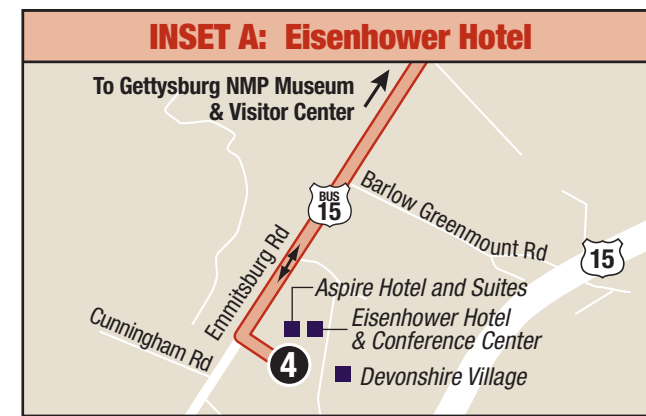 INSET A: Eisenhower Hotel
To Gettysburg NMP Museum
& Visitor Center
BUS
15
Barlow Greenmount Rd
15
Emmitsburg Rd
Aspire Hotel and Suites
Eisenhower Hotel
& Conference Center
Cunningham Rd
4
Devonshire Village